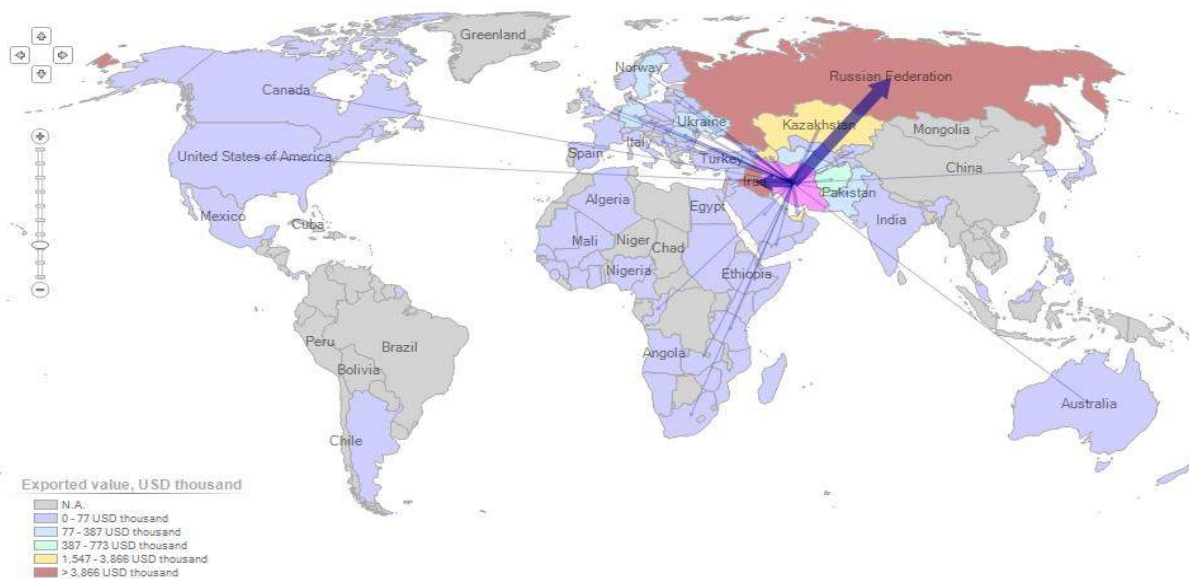 Greenland
Norway
Russian Federation
Canada
Ukraine
Kazakhstan
Mongolia
Italy
United States of America
Spain
Turkey
Iraq
China
Pakistan
Algeria
Egypt
India
Mexico
Cuba
Mali
Niger
Chad
Nigeria
Ethiopia
Peru
Brazil
Angola
Bolivia
Australia
Chile
Exported value, USD thousand
N.A.
0 - 77 USD thousand
77 - 387 USD thousand
387 - 773 USD thousand
1,547 - 3,866 USD thousand
> 3,866 USD thousand